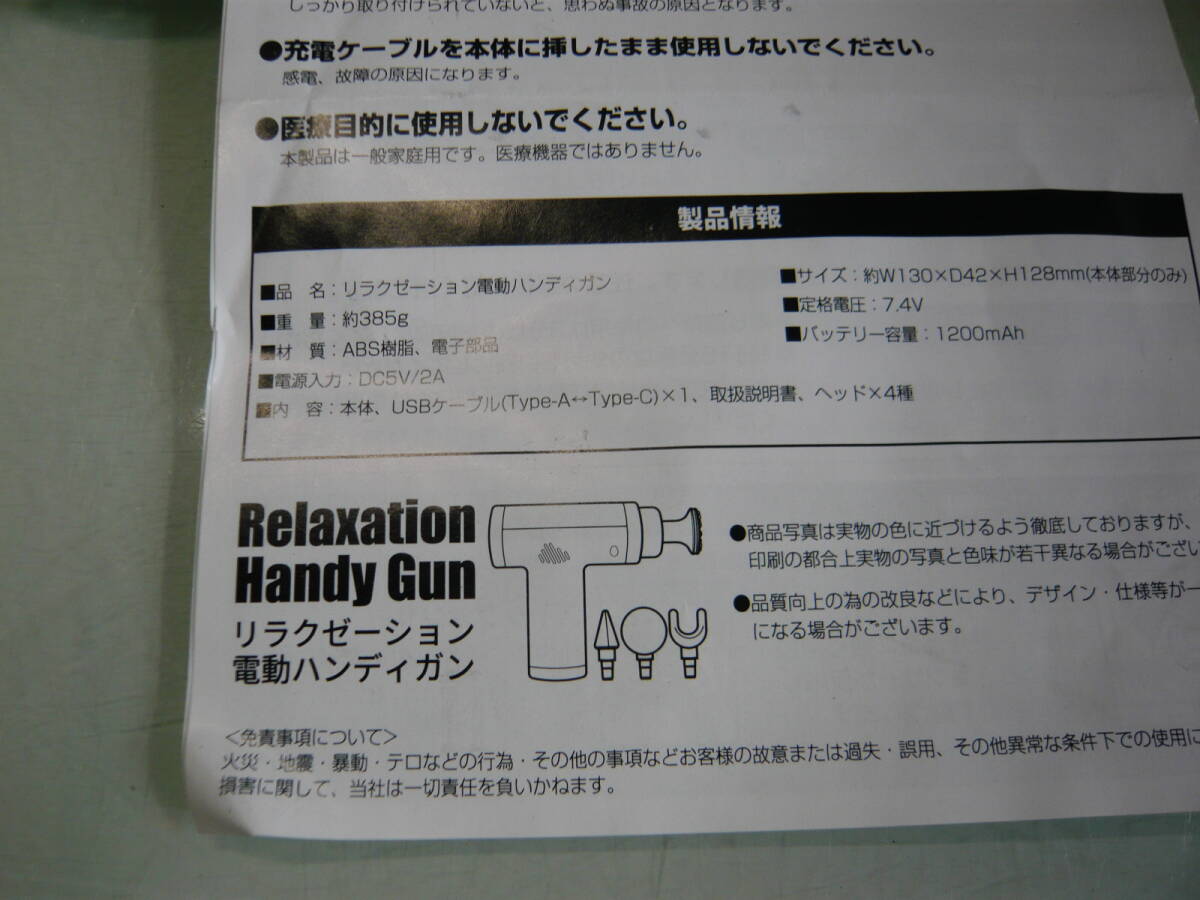 しっかり取り付けられていないと、思わぬ事故の原因となります。
●充電ケーブルを本体に挿したまま使用しないでください。
感電、故障の原因になります。
●医療目的に使用しないでください。
本製品は一般家庭用です。医療機器ではありません。
製品情報
■品　名：リラクゼーション電動ハンディガン
■重　量：約385g
■材　質：ABS樹脂、電子部品
■電源入力：DC5V/2A
■内　容：本体、USBケーブル(Type-A↔Type-C)×1、取扱説明書、ヘッド×4種
■サイズ：約W130×D42×H128mm(本体部分のみ)
■定格電圧：7.4V
■バッテリー容量：1200mAh
Relaxation
Handy Gun
リラクゼーション
電動ハンディガン
●商品写真は実物の色に近づけるよう徹底しておりますが、
印刷の都合上実物の写真と色味が若干異なる場合がござい
●品質向上の為の改良などにより、デザイン・仕様等が一
になる場合がございます。
＜免責事項について＞
火災・地震・暴動・テロなどの行為・その他の事項などお客様の故意または過失・誤用、その他異常な条件下での使用に
損害に関して、当社は一切責任を負いかねます。